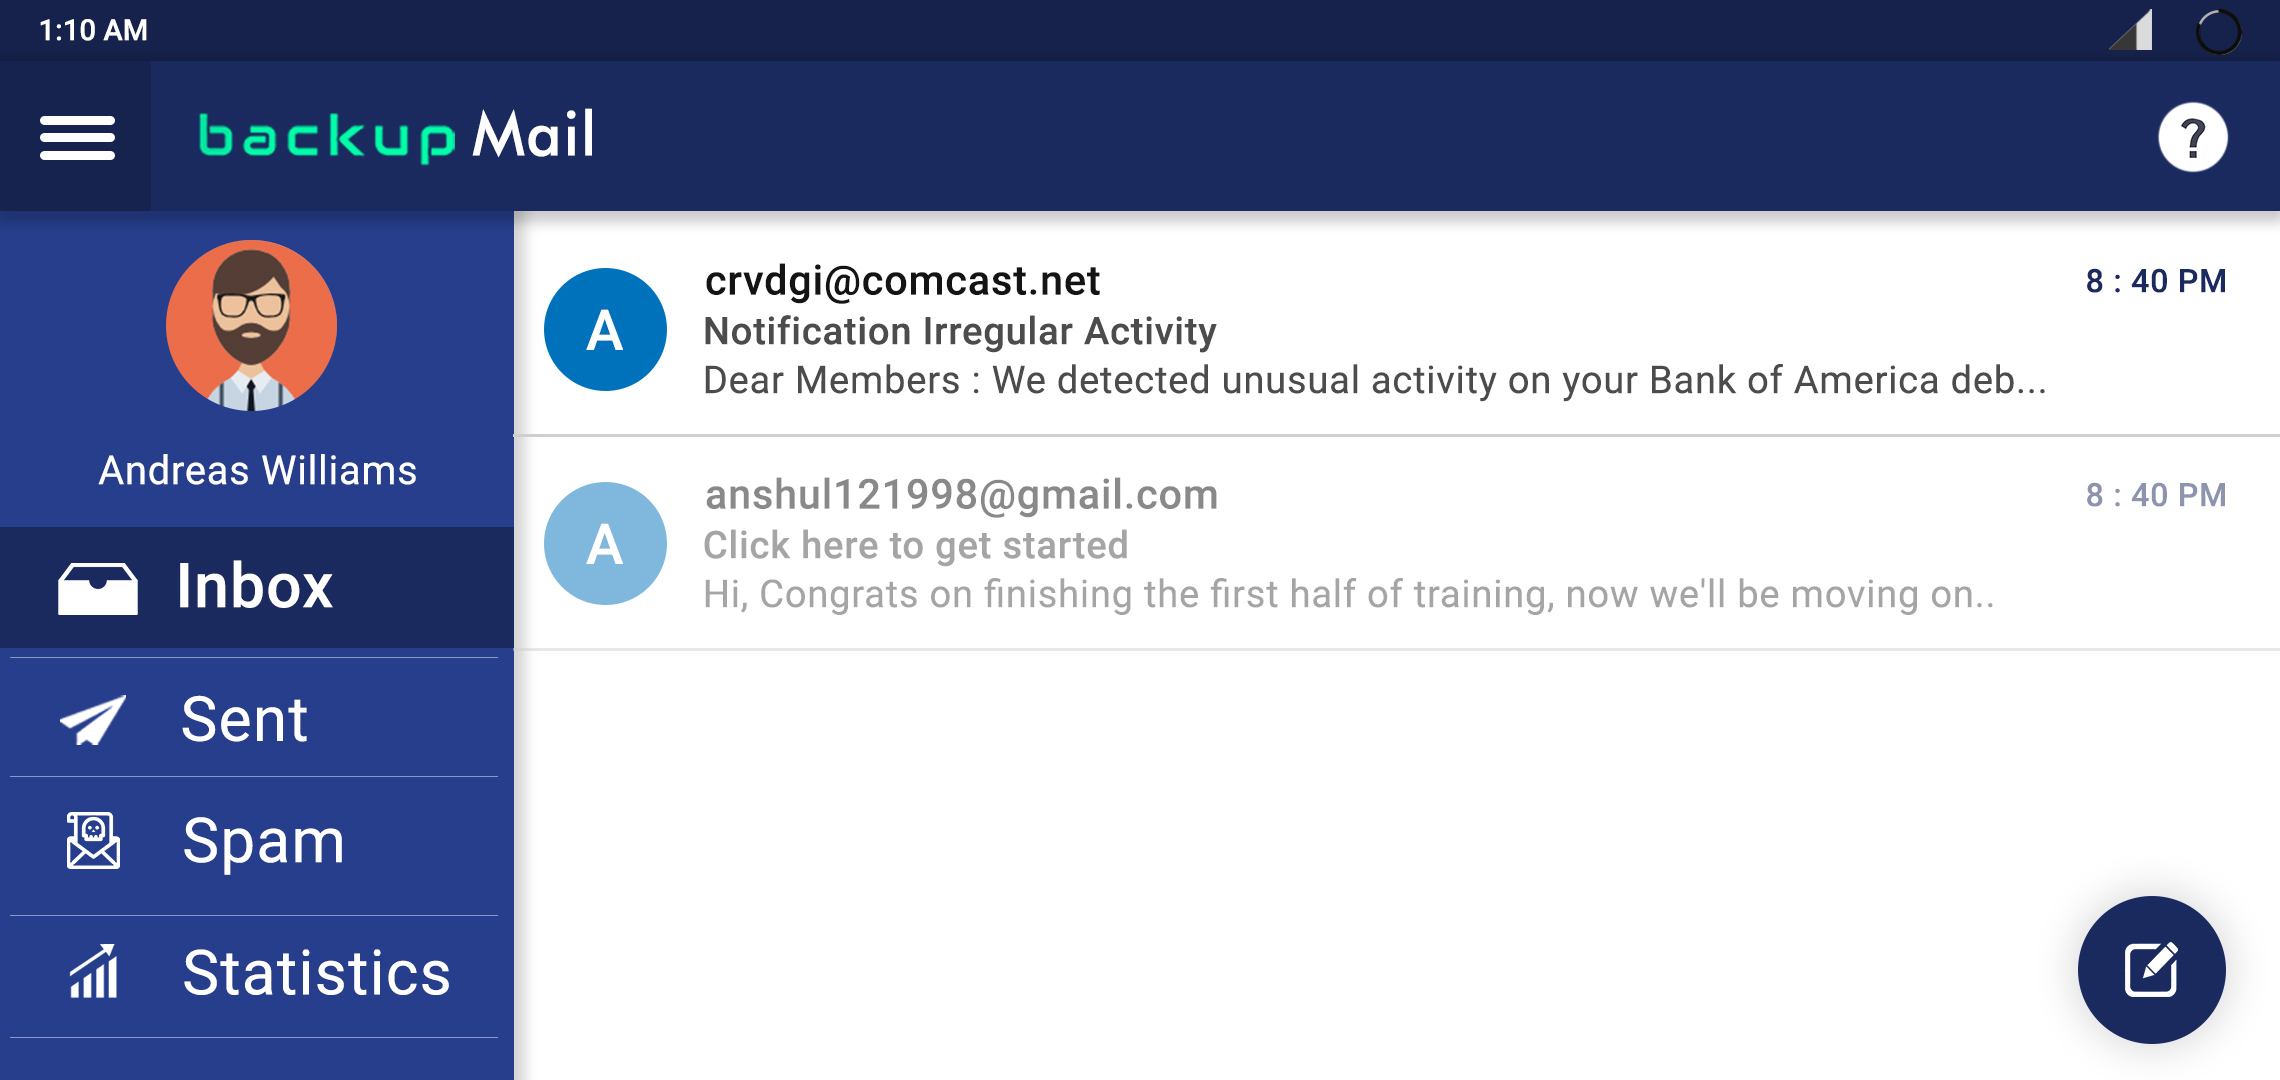 1:10 AM
backup Mail
?
Andreas Williams
Inbox
Sent
Spam
Statistics
A
crvdgi@comcast.net
8 : 40 PM
Notification Irregular Activity
Dear Members : We detected unusual activity on your Bank of America deb...
A
anshul121998@gmail.com
8 : 40 PM
Click here to get started
Hi, Congrats on finishing the first half of training, now we'll be moving on..